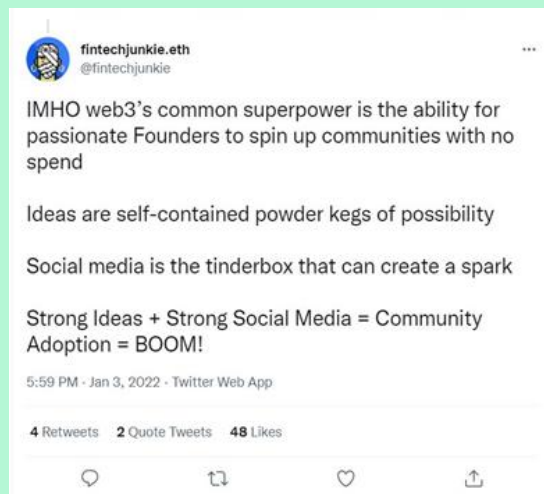 fintechjunkie.eth
@fintechjunkie
IMHO web3's common superpower is the ability for
passionate Founders to spin up communities with no
spend
Ideas are self-contained powder kegs of possibility
Social media is the tinderbox that can create a spark
Strong Ideas + Strong Social Media = Community
Adoption = BOOM!
5:59 PM · Jan 3, 2022 · Twitter Web App
4 Retweets 2 Quote Tweets 48 Likes